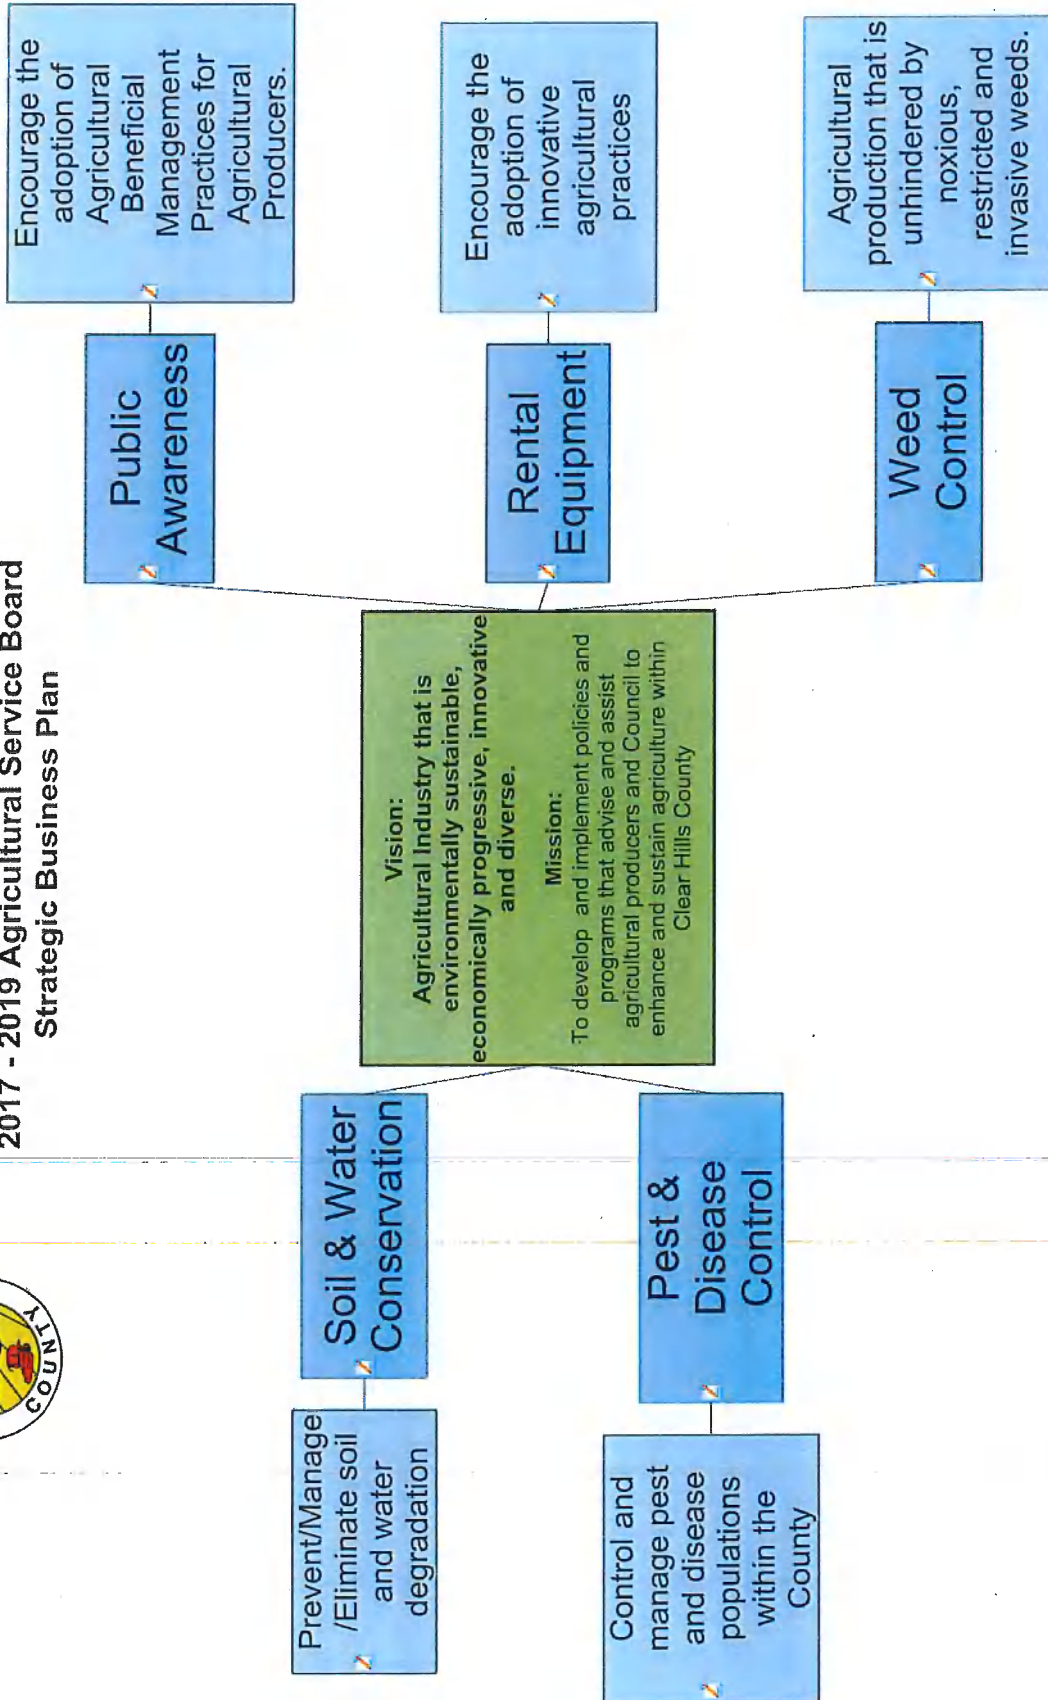 COUNTY
2017 - 2019 Agricultural Service Board
Strategic Business Plan
Prevent/Manage
/Eliminate soil
and water
degradation
Soil & Water
Conservation
Control and
manage pest
and disease
populations
within the
County
Pest &
Disease
Control
Vision:
Agricultural Industry that is
environmentally sustainable,
economically progressive, innovative
and diverse.
Mission:
To develop and implement policies and
programs that advise and assist
agricultural producers and Council to
enhance and sustain agriculture within
Clear Hills County
Public
Awareness
Encourage the
adoption of
Agricultural
Beneficial
Management
Practices for
Agricultural
Producers.
Rental
Equipment
Encourage the
adoption of
innovative
agricultural
practices
Weed
Control
Agricultural
production that is
unhindered by
noxious,
restricted and
invasive weeds.